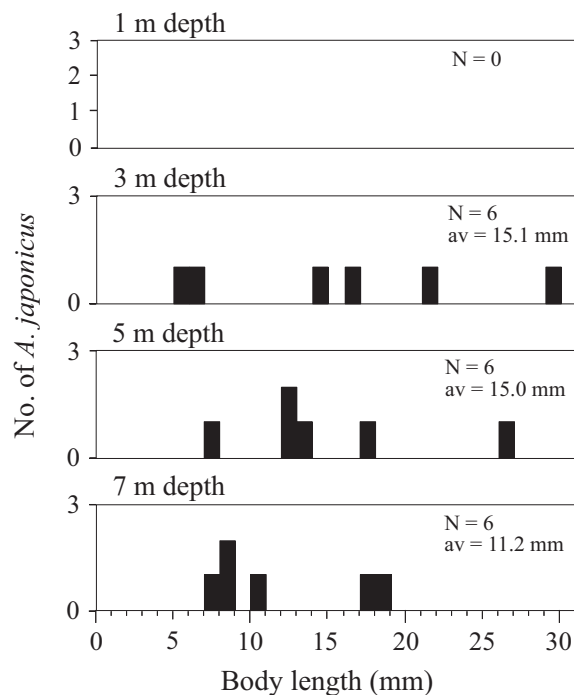 1 m depth
3
2
1
0
N = 0
3 m depth
3
0
N = 6
av = 15.1 mm
5 m depth
3
0
N = 6
av = 15.0 mm
7 m depth
3
0
N = 6
av = 11.2 mm
0 5 10 15 20 25 30
Body length (mm)
No. of A. japonicus